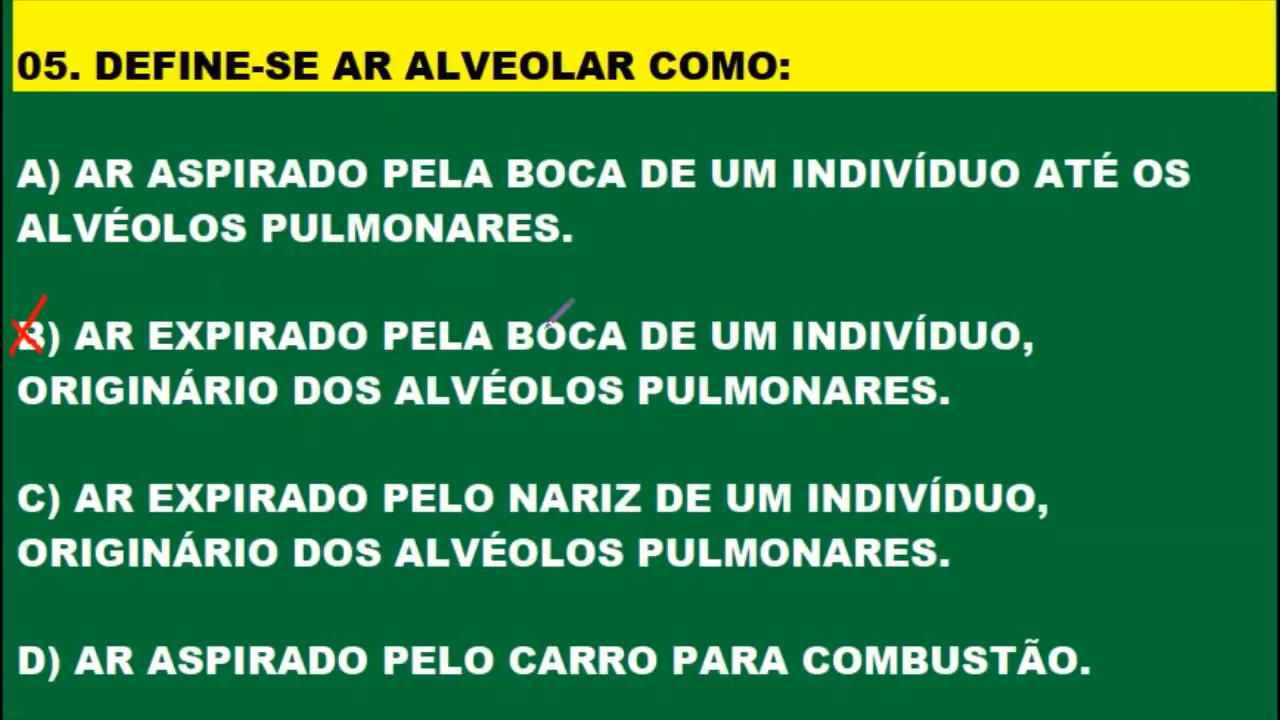 05. DEFINE-SE AR ALVEOLAR COMO:
A) AR ASPIRADO PELA BOCA DE UM INDIVÍDUO ATÉ OS
ALVÉOLOS PULMONARES.
B) AR EXPIRADO PELA BOCA DE UM INDIVÍDUO,
ORIGINÁRIO DOS ALVÉOLOS PULMONARES.
C) AR EXPIRADO PELO NARIZ DE UM INDIVÍDUO,
ORIGINÁRIO DOS ALVÉOLOS PULMONARES.
D) AR ASPIRADO PELO CARRO PARA COMBUSTÃO.